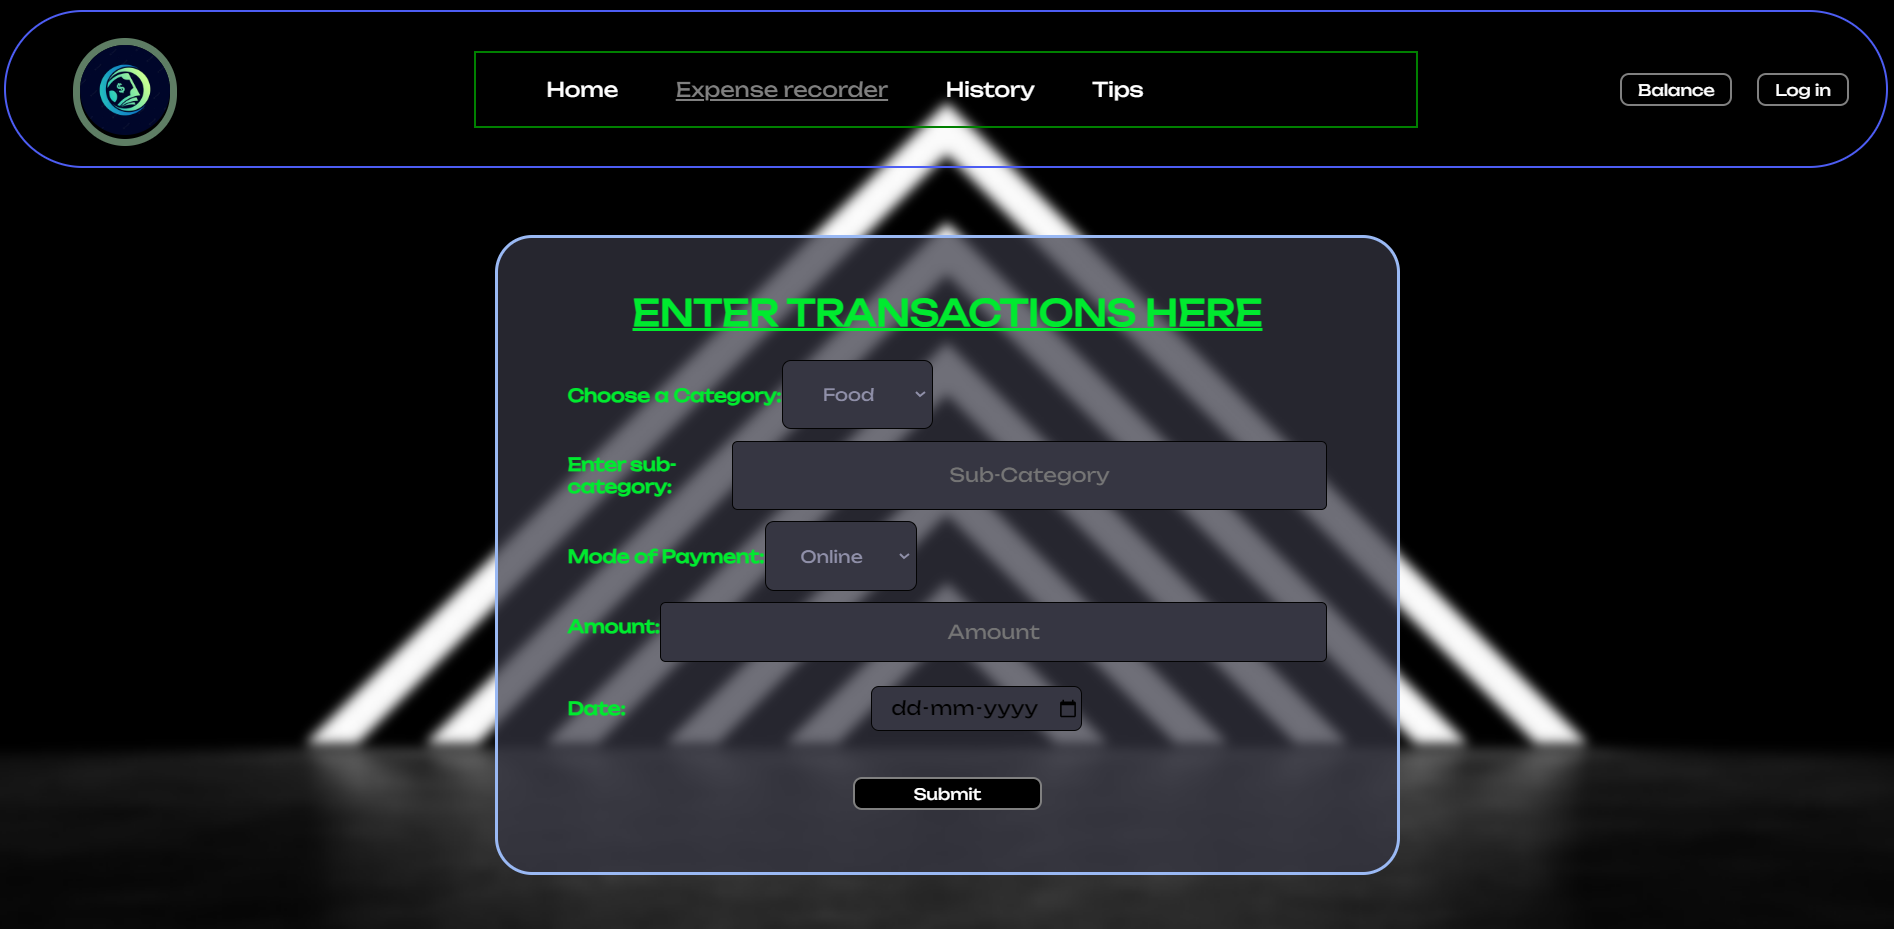 $
Home Expense recorder History Tips
Balance Log in
ENTER TRANSACTIONS HERE
Choose a Category: Food
Enter sub-
category: Sub-Category
Mode of Payment: Online
Amount: Amount
Date: dd-mm-yyyy
Submit